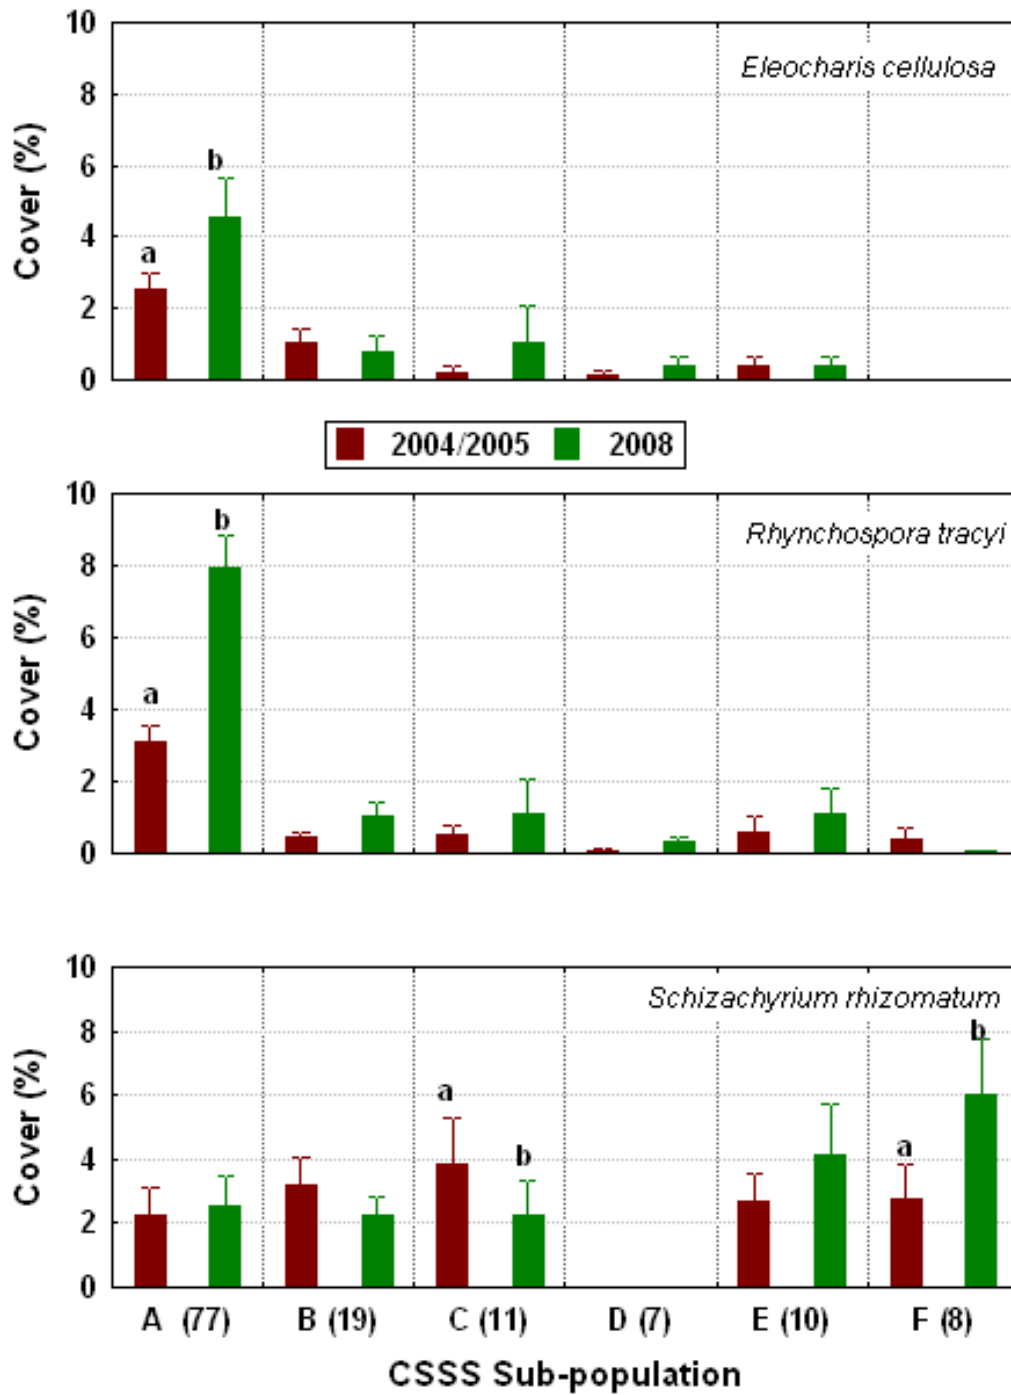 10
Eleocharis cellulosa
8
b
6
Cover (%)
4
a
2
0
2004/2005 2008
10
b
Rhynchospora tracyi
8
6
Cover (%)
a
4
2
0
10
Schizachyrium rhizomatum
b
8
a
6
Cover (%)
b
a
4
2
0
A (77) B (19) C (11) D (7) E (10) F (8)
CSSS Sub-population